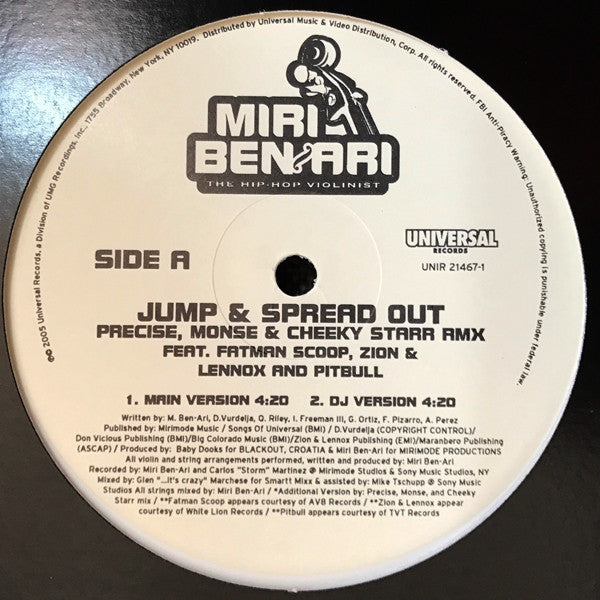 ℗© 2005 Universal Records, a Division of UMG Recordings, Inc., 1755 Broadway, New York, NY 10019. Distributed by Universal Music & Video Distribution, Corp. All rights reserved. FBI Anti-Piracy Warning: Unauthorized copying is punishable under federal law.
MIRI
BEN-ARI
THE HIP-HOP VIOLINIST
SIDE A
UNIVERSAL
RECORDS
UNIR 21467-1
JUMP & SPREAD OUT
PRECISE, MONSE & CHEEKY STARR RMX
FEAT. FATMAN SCOOP, ZION &
LENNOX AND PITBULL
1. MAIN VERSION 4:20 2. DJ VERSION 4:20
Written by: M. Ben-Ari, D.Vurdelja, Q. Riley, I. Freeman III, G. Ortiz, F. Pizarro, A. Perez
Published by: Mirimode Music / Songs Of Universal (BMI) / D.Vurdelja (COPYRIGHT CONTROL)/
Don Vicious Publishing (BMI)/Big Colorado Music (BMI)/Zion & Lennox Publishing (EMI)/Maranbero Publishing
(ASCAP) / Produced by: Baby Dooks for BLACKOUT, CROATIA & Miri Ben-Ari for MIRIMODE PRODUCTIONS
All violin and string arrangements performed, written and produced by: Miri Ben-Ari
Recorded by: Miri Ben-Ari and Carlos "Storm" Martinez @ Mirimode Studios & Sony Music Studios, NY
Mixed by: Glen "...it's crazy" Marchese for Smartt Mixx & assisted by: Mike Tschupp @ Sony Music
Studios All strings mixed by: Miri Ben-Ari / *Additional Version by: Precise, Monse, and Cheeky
Starr mix / **Fatman Scoop appears courtesy of AV8 Records / **Zion & Lennox appear
courtesy of White Lion Records / **Pitbull appears courtesy of TVT Records